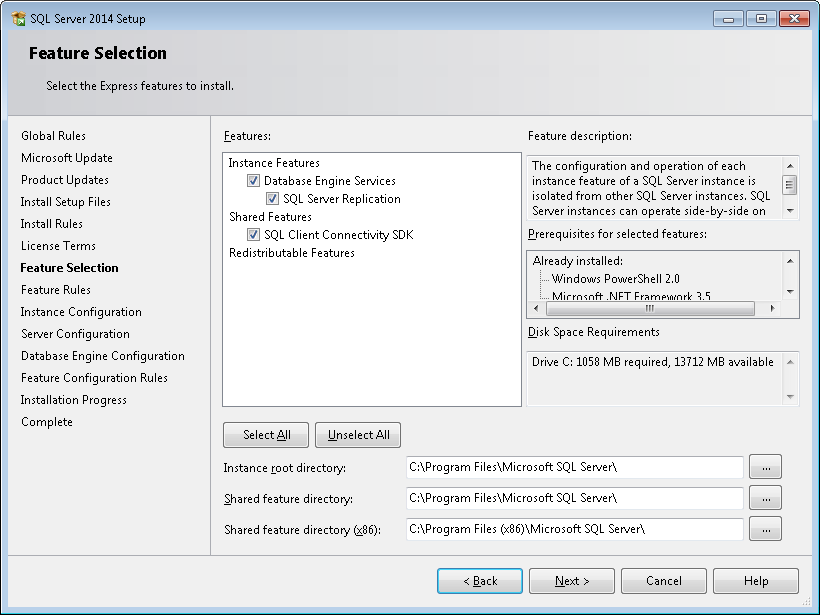 SQL Server 2014 Setup
Feature Selection
Select the Express features to install.
Global Rules
Microsoft Update
Product Updates
Install Setup Files
Install Rules
License Terms
Feature Selection
Feature Rules
Instance Configuration
Server Configuration
Database Engine Configuration
Feature Configuration Rules
Installation Progress
Complete
Features:
Instance Features
Database Engine Services
SQL Server Replication
Shared Features
SQL Client Connectivity SDK
Redistributable Features
Feature description:
The configuration and operation of each
instance feature of a SQL Server instance is
isolated from other SQL Server instances. SQL
Server instances can operate side-by-side on
Prerequisites for selected features:
Already installed:
Windows PowerShell 2.0
Microsoft .NET Framework 3.5
Disk Space Requirements
Drive C: 1058 MB required, 13712 MB available
Select All
Unselect All
Instance root directory:
C:\Program Files\Microsoft SQL Server\
...
Shared feature directory:
C:\Program Files\Microsoft SQL Server\
...
Shared feature directory (x86):
C:\Program Files (x86)\Microsoft SQL Server\
...
< Back
Next >
Cancel
Help